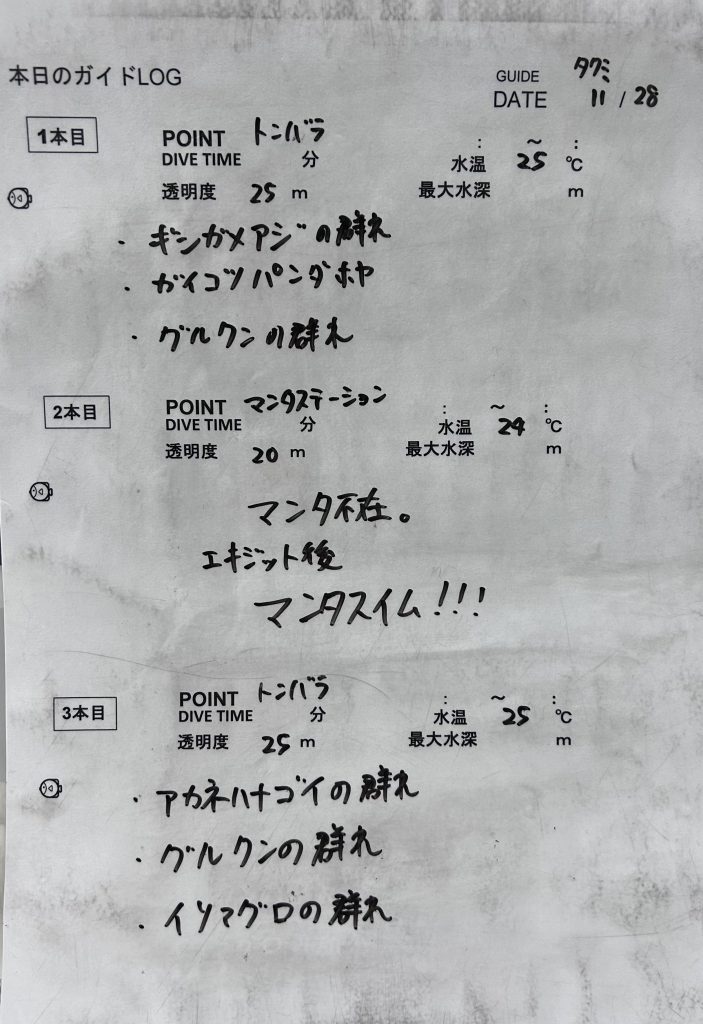 本日のガイドLOG
GUIDE タクミ
DATE 11 / 28
1本目
POINT トンバラ : ~ :
DIVE TIME 分 水温 25 ℃
透明度 25 m 最大水深 m
・ギンガメアジの群れ
・ガイコツパンダホヤ
・グルクンの群れ
2本目
POINT マンタステーション : ~ :
DIVE TIME 分 水温 24 ℃
透明度 20 m 最大水深 m
マンタ不在。
エキジット後
マンタスイム!!!
3本目
POINT トンバラ : ~ :
DIVE TIME 分 水温 25 ℃
透明度 25 m 最大水深 m
・アカネハナゴイの群れ
・グルクンの群れ
・イソマグロの群れ